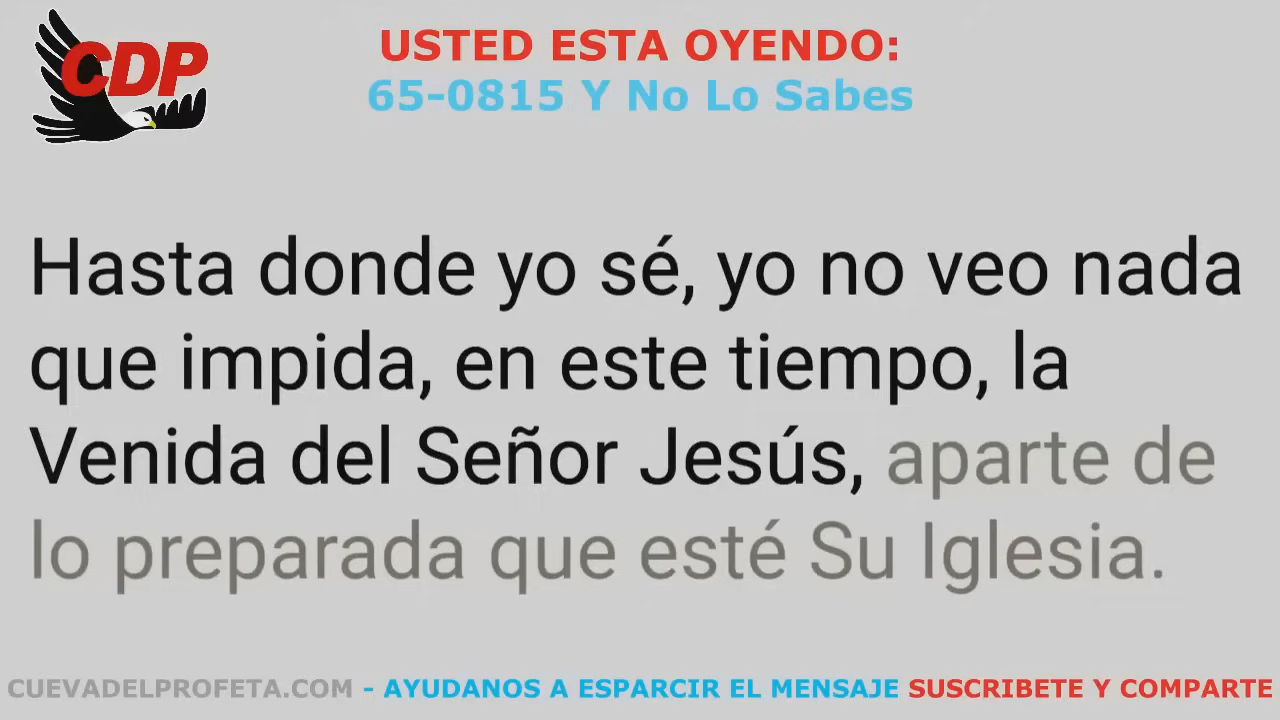 CDP
USTED ESTA OYENDO:
65-0815 Y No Lo Sabes
Hasta donde yo sé, yo no veo nada
que impida, en este tiempo, la
Venida del Señor Jesús, aparte de
lo preparada que esté Su Iglesia.
CUEVADELPROFETA.COM - AYUDANOS A ESPARCIR EL MENSAJE SUSCRIBETE Y COMPARTE